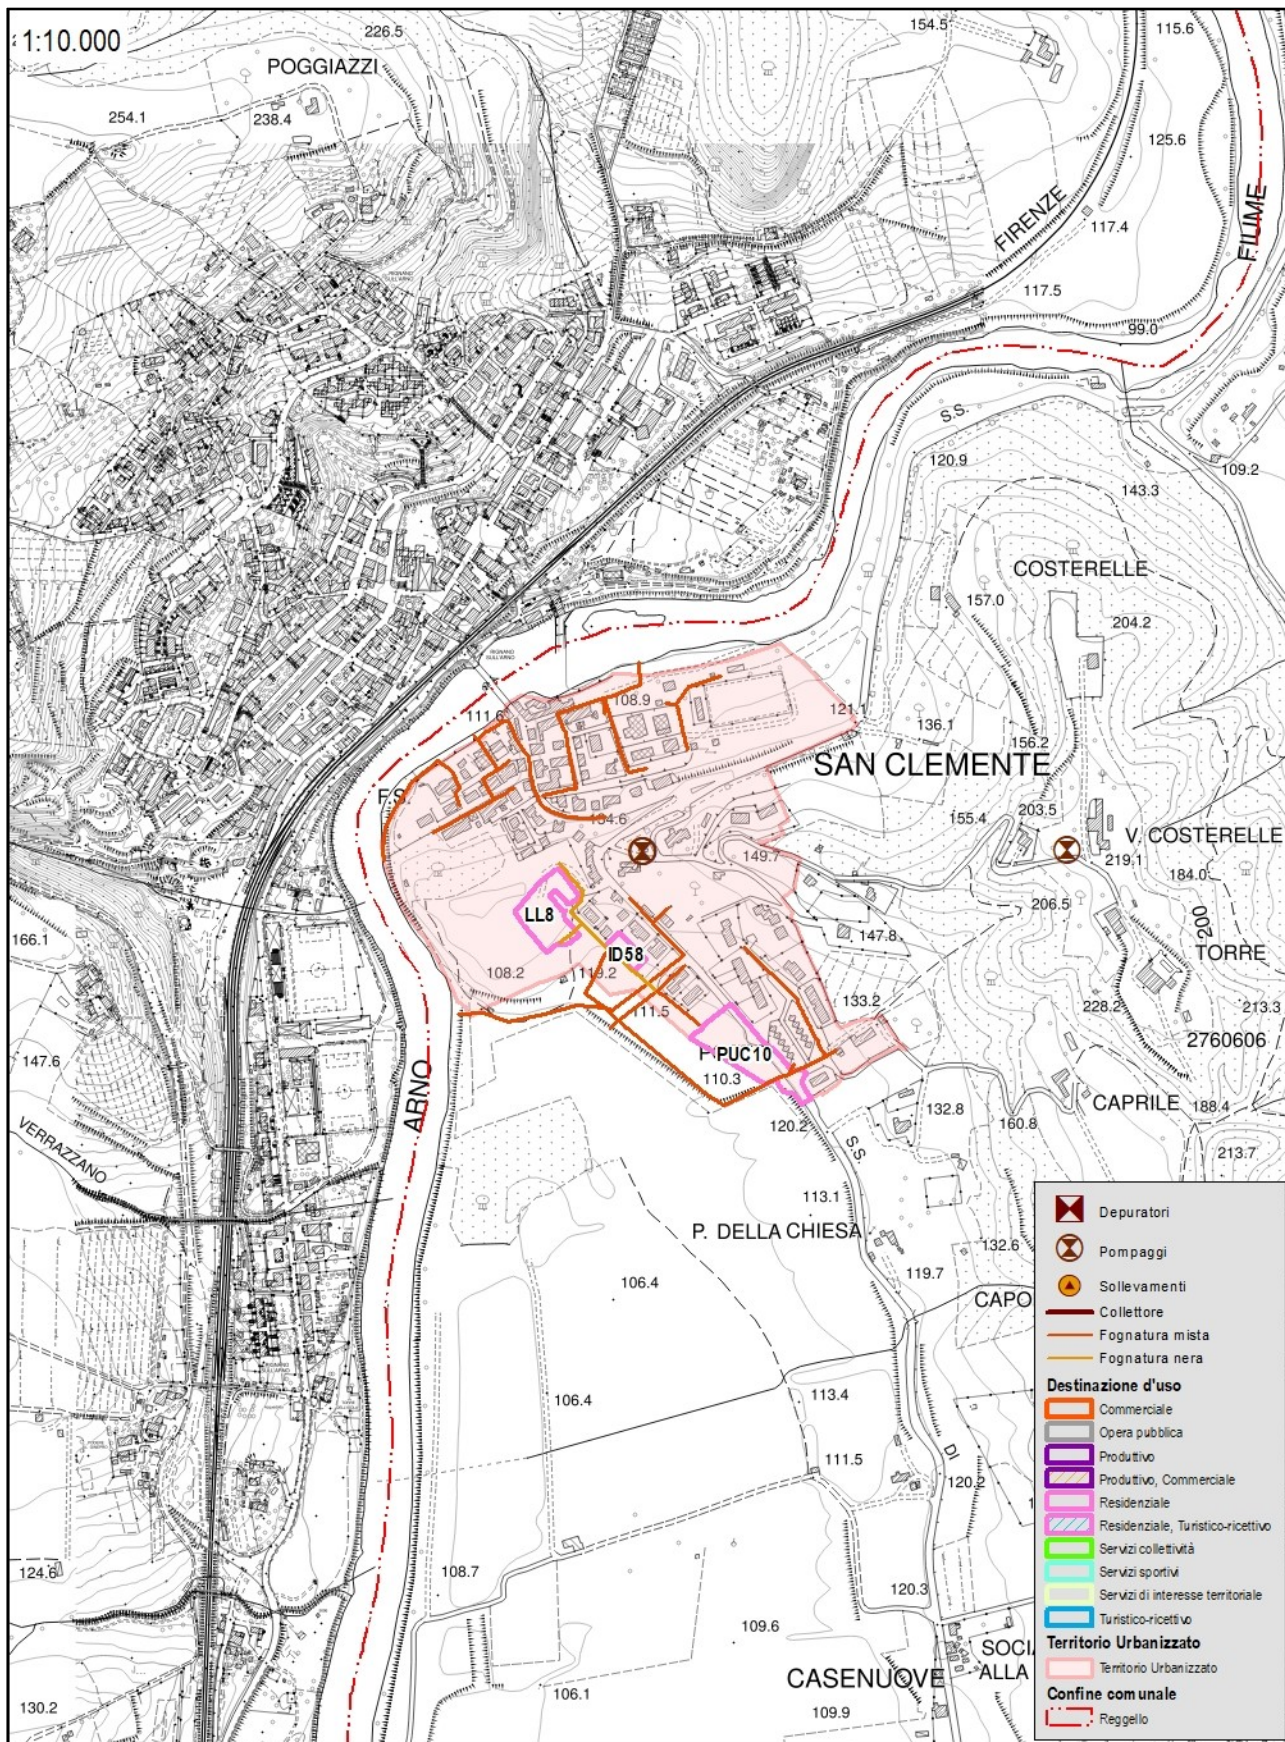 1:10.000
226.5
POGGIAZZI
254.1
238.4
154.5
115.6
125.6
FIUME
FIRENZE
117.4
117.5
99.0
S.S.
120.9
109.2
143.3
COSTERELLE
157.0
204.2
RIGNANO
SULL'ARNO
108.9
111.6
121.1
136.1
156.2
SAN CLEMENTE
F.S.
134.6
203.5
155.4
V. COSTERELLE
149.7
219.1
184.0
206.5
LL8
200
166.1
147.8
TORRE
ID58
108.2
119.2
133.2
228.2
213.3
111.5
2760606
147.6
PUC10
110.3
ARNO
CAPRILE
188.4
132.8
160.8
120.2
VERRAZZANO
S.S.
213.7
113.1
P. DELLA CHIESA
132.6
119.7
106.4
CAPO
106.4
113.4
111.5
DI
120.2
124.6
108.7
120.3
109.6
SOCI
CASENUOVE
ALLA
106.1
130.2
109.9
Depuratori
Pompaggi
Sollevamenti
Collettore
Fognatura mista
Fognatura nera
Destinazione d'uso
Commerciale
Opera pubblica
Produttivo
Produttivo, Commerciale
Residenziale
Residenziale, Turistico-ricettivo
Servizi collettività
Servizi sportivi
Servizi di interesse territoriale
Turistico-ricettivo
Territorio Urbanizzato
Territorio Urbanizzato
Confine comunale
Reggello